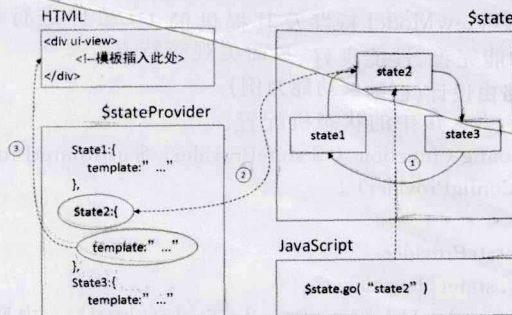 HTML
<div ui-view>
<!--模板插入此处>
</div>
$stateProvider
State1:{
template:” …”
},
State2:{
template:” …”
},
State3:{
template:” …”
③
②
①
$state
state2
state1
state3
JavaScript
$state.go(“state2”)